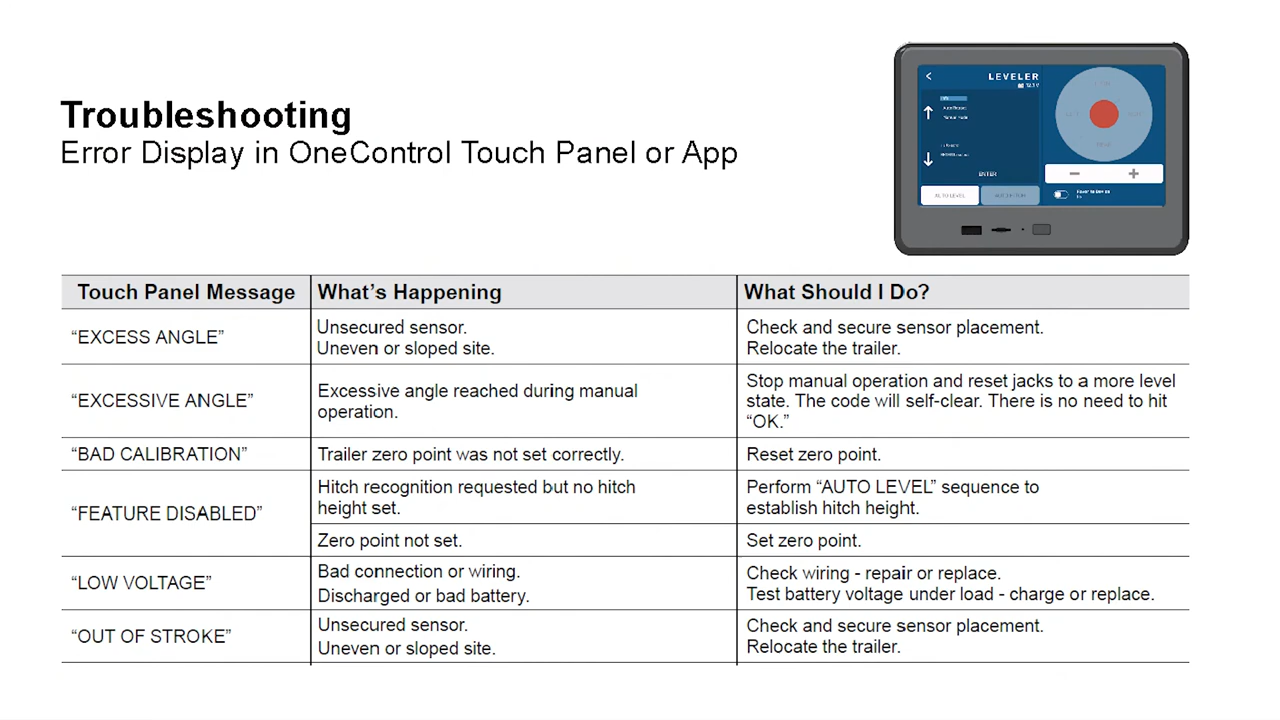 Troubleshooting
Error Display in OneControl Touch Panel or App
LEVELER
ENTER
AUTO LEVEL
Touch Panel Message What's Happening What Should I Do?
“EXCESS ANGLE” Unsecured sensor. Check and secure sensor placement.
Uneven or sloped site. Relocate the trailer.
“EXCESSIVE ANGLE” Excessive angle reached during manual
operation.
Stop manual operation and reset jacks to a more level
state. The code will self-clear. There is no need to hit
“OK.”
“BAD CALIBRATION” Trailer zero point was not set correctly. Reset zero point.
“FEATURE DISABLED” Hitch recognition requested but no hitch
height set.
Perform “AUTO LEVEL” sequence to
establish hitch height.
Zero point not set. Set zero point.
“LOW VOLTAGE” Bad connection or wiring. Check wiring - repair or replace.
Discharged or bad battery. Test battery voltage under load - charge or replace.
“OUT OF STROKE” Unsecured sensor. Check and secure sensor placement.
Uneven or sloped site. Relocate the trailer.